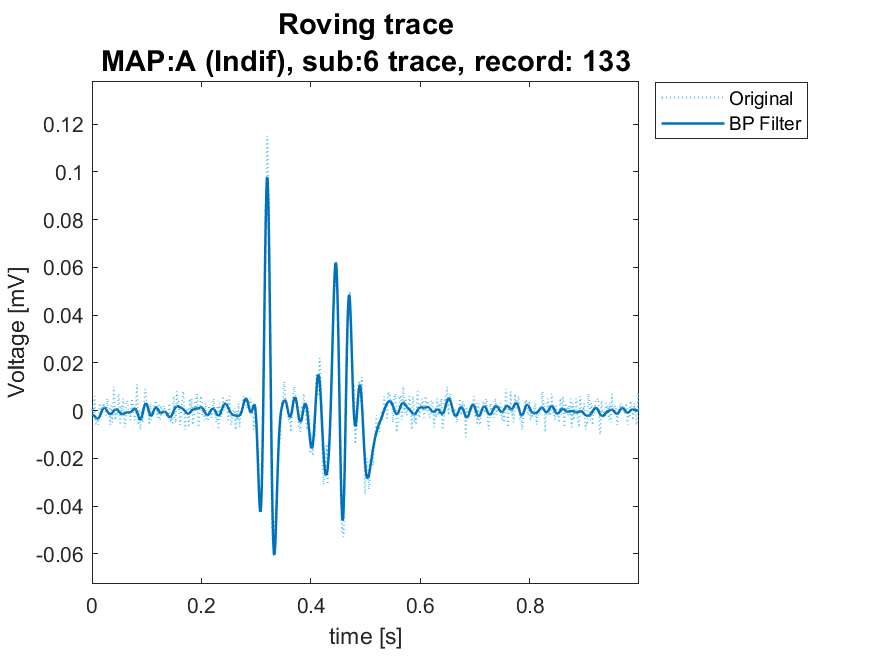 Roving trace
MAP:A (Indif), sub:6 trace, record: 133
Original
BP Filter
0.12
0.1
0.08
0.06
0.04
0.02
0
-0.02
-0.04
-0.06
Voltage [mV]
0
0.2
0.4
0.6
0.8
time [s]